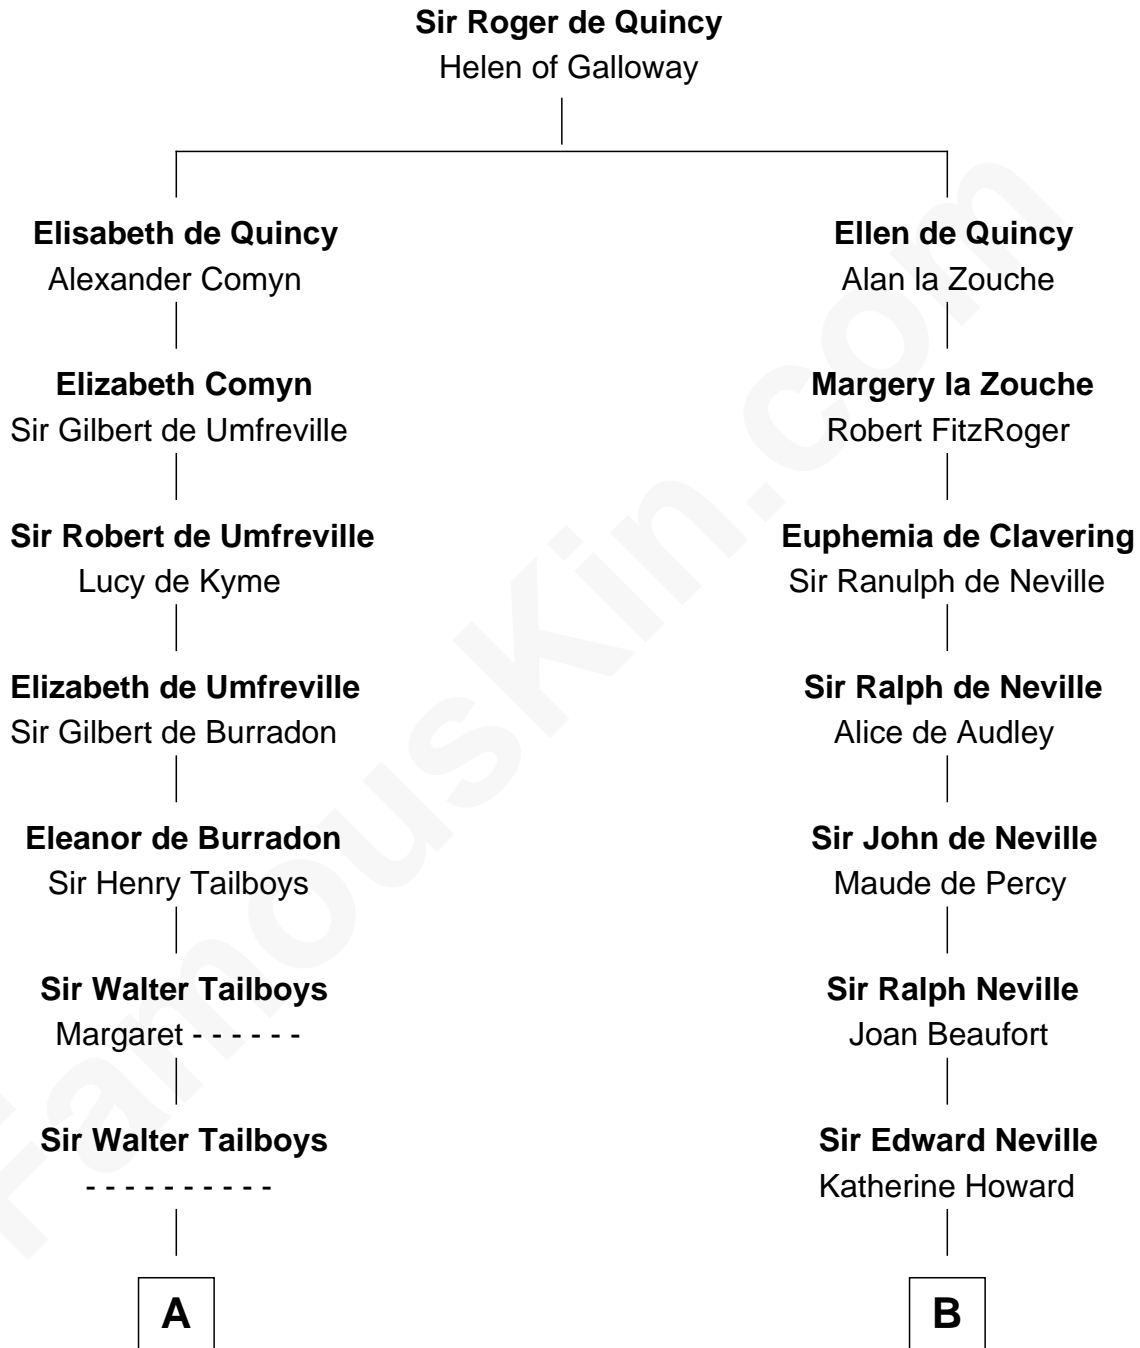 Sir Roger de Quincy
Helen of Galloway
Elisabeth de Quincy
Alexander Comyn
Elizabeth Comyn
Sir Gilbert de Umfreville
Sir Robert de Umfreville
Lucy de Kyme
Elizabeth de Umfreville
Sir Gilbert de Burradon
Eleanor de Burradon
Sir Henry Tailboys
Sir Walter Tailboys
Margaret - - - - - -
Sir Walter Tailboys
- - - - - - - - - -
A
Ellen de Quincy
Alan la Zouche
Margery la Zouche
Robert FitzRoger
Euphemia de Clavering
Sir Ranulph de Neville
Sir Ralph de Neville
Alice de Audley
Sir John de Neville
Maude de Percy
Sir Ralph Neville
Joan Beaufort
Sir Edward Neville
Katherine Howard
B
FamousKin.com